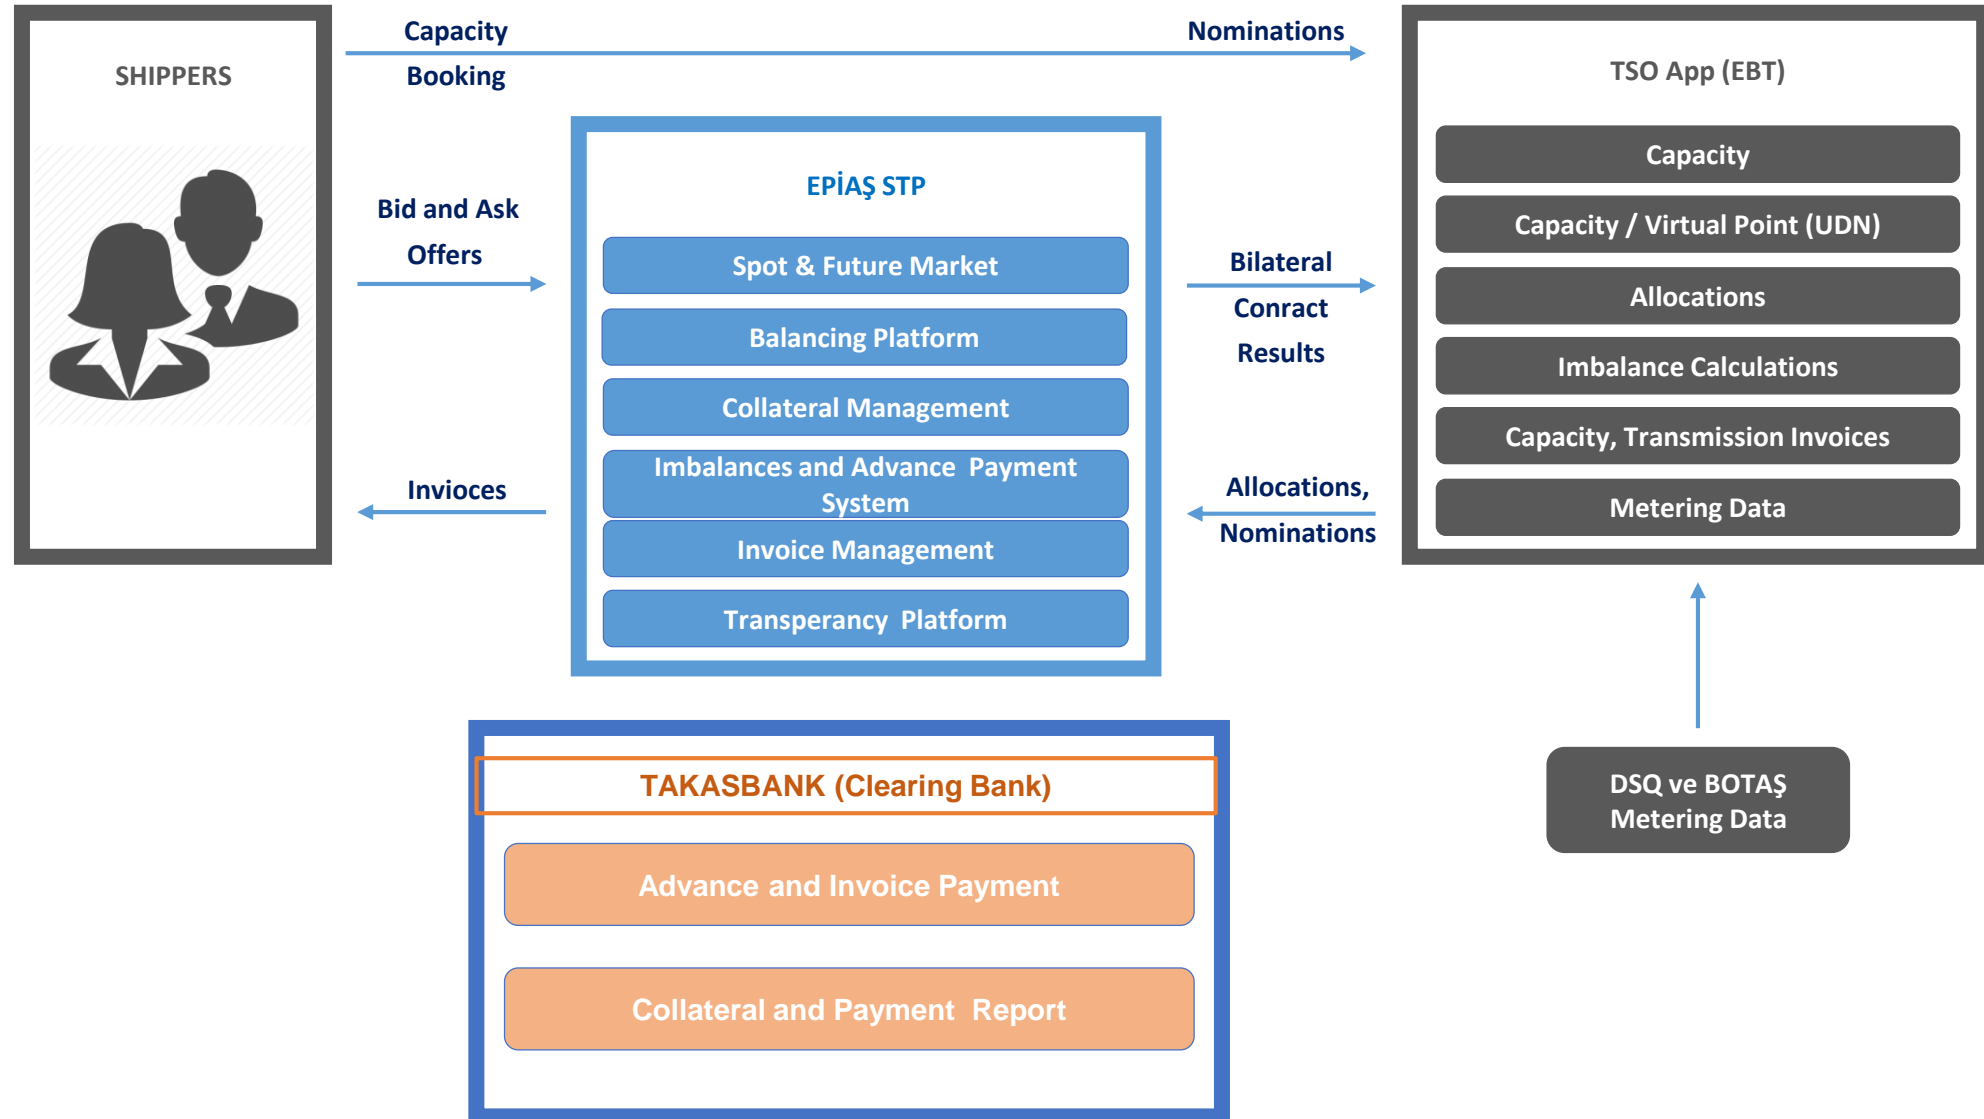 SHIPPERS
Capacity
Booking
Nominations
Bid and Ask
Offers
Invioces
EPİAŞ STP
Spot & Future Market
Balancing Platform
Collateral Management
Imbalances and Advance  Payment
System
Invoice Management
Transperancy  Platform
Bilateral
Conract
Results
Allocations,
Nominations
TSO App (EBT)
Capacity
Capacity / Virtual Point (UDN)
Allocations
Imbalance Calculations
Capacity, Transmission Invoices
Metering Data
DSQ ve BOTAŞ
Metering Data
TAKASBANK (Clearing Bank)
Advance and Invoice Payment
Collateral and Payment  Report